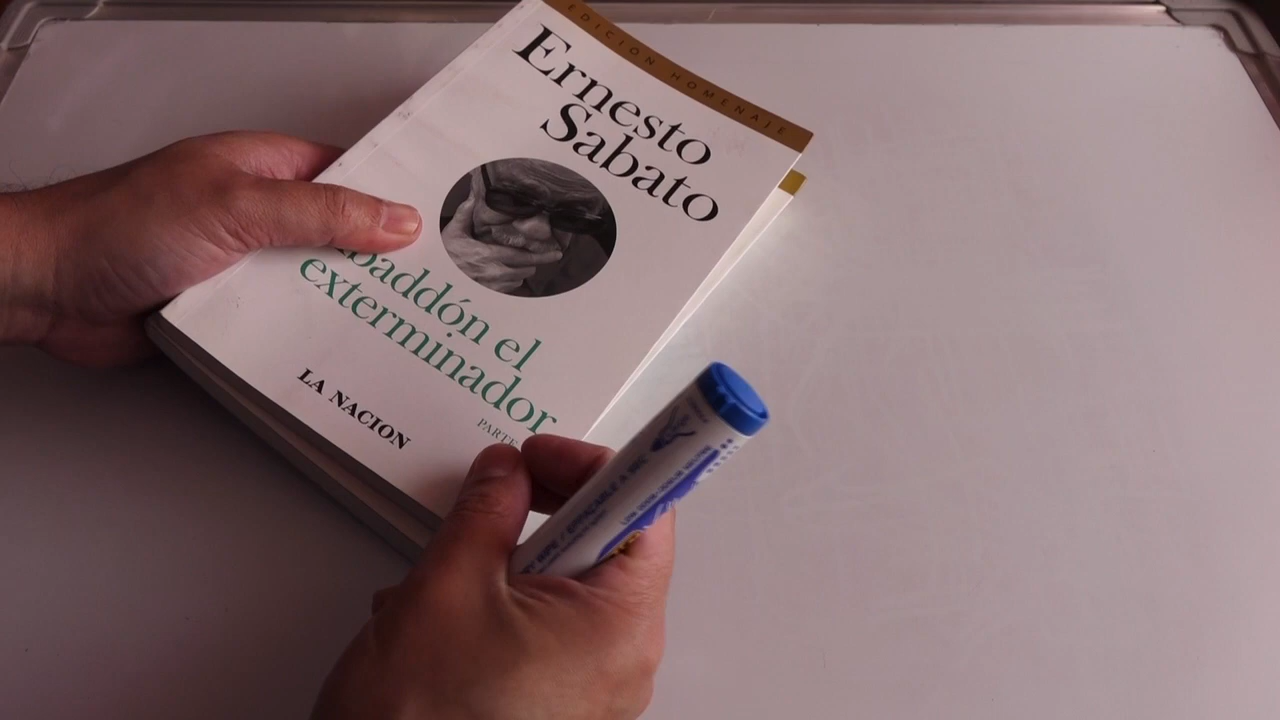 EDICIÓN HOMENAJE
Ernesto
Sabato
baddón el
exterminador
PARTE
LA NACION